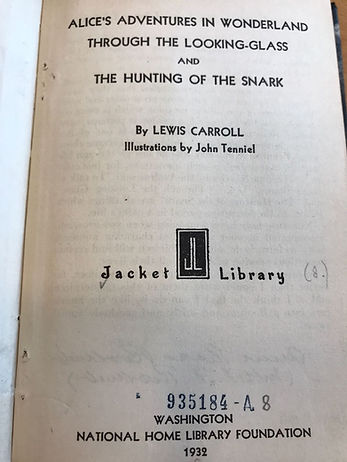 ALICE'S ADVENTURES IN WONDERLAND
THROUGH THE LOOKING-GLASS
AND
THE HUNTING OF THE SNARK
By LEWIS CARROLL
Illustrations by John Tenniel
JL
Jacket Library (8.)
935184-A 8
WASHINGTON
NATIONAL HOME LIBRARY FOUNDATION
1932